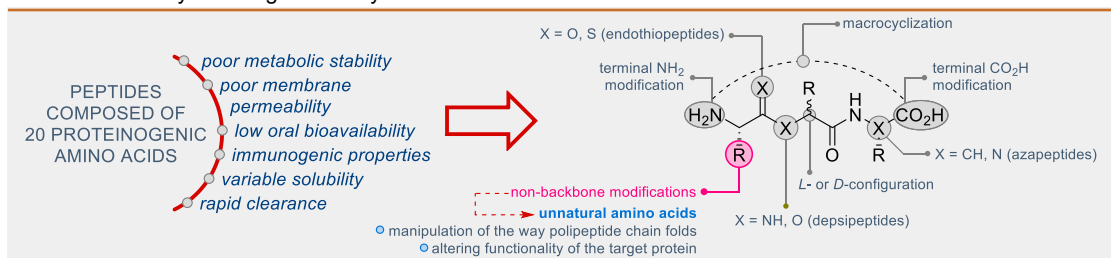 PEPTIDES
COMPOSED OF
20 PROTEINOGENIC
AMINO ACIDS
poor metabolic stability
poor membrane
permeability
low oral bioavailability
immunogenic properties
variable solubility
rapid clearance
X = O, S (endothiopeptides)
macrocyclization
terminal NH2
modification
terminal CO2H
modification
X
R
H
H2N
X
N
X
CO2H
R
O
R
X = CH, N (azapeptides)
L- or D-configuration
non-backbone modifications
unnatural amino acids
X = NH, O (depsipeptides)
manipulation of the way polipeptide chain folds
altering functionality of the target protein